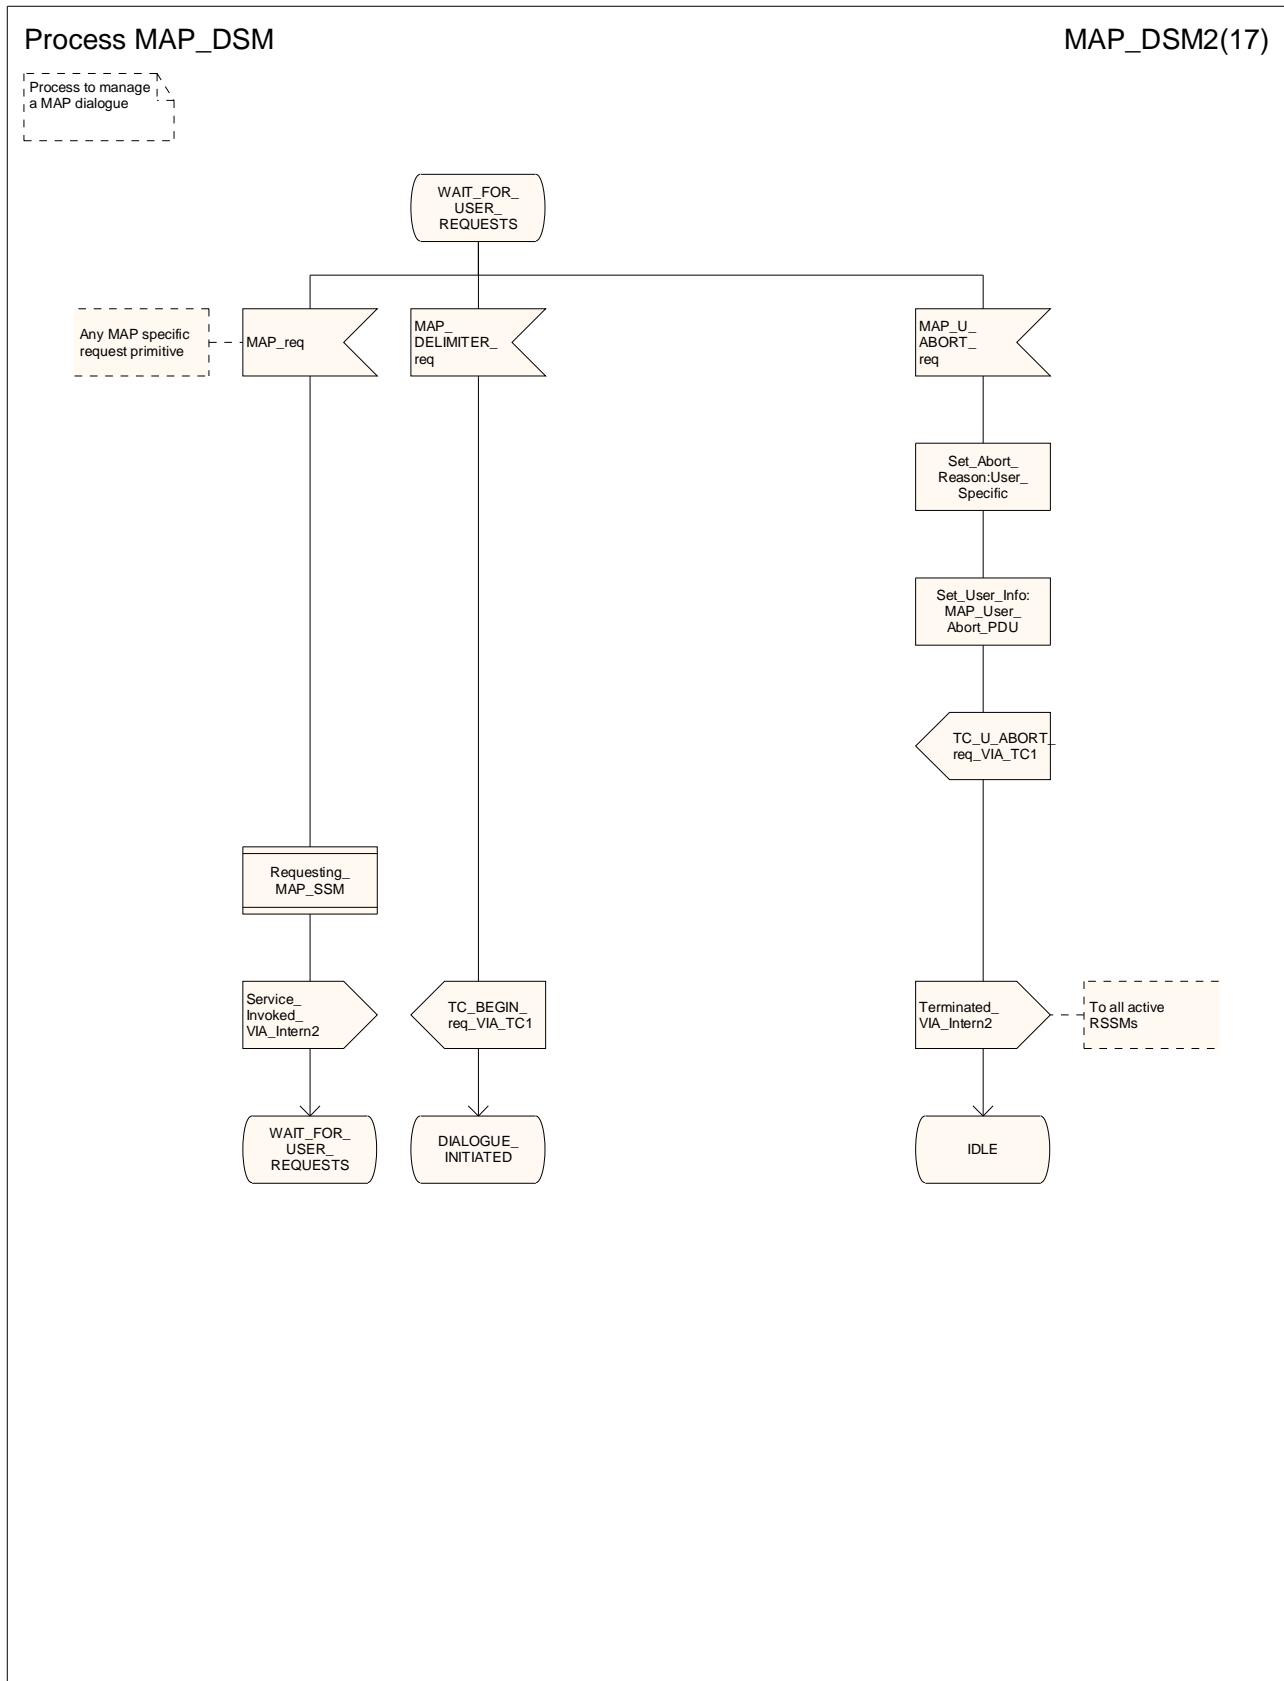 Process MAP_DSM
MAP_DSM2(17)
Process to manage
a MAP dialogue
WAIT_FOR_
USER_
REQUESTS
Any MAP specific
request primitive
MAP_req
MAP_
DELIMITER_
req
MAP_U_
ABORT_
req
Set_Abort_
Reason:User_
Specific
Set_User_Info:
MAP_User_
Abort_PDU
TC_U_ABORT_
req_VIA_TC1
Requesting_
MAP_SSM
Service_
Invoked_
VIA_Intern2
TC_BEGIN_
req_VIA_TC1
Terminated_
VIA_Intern2
To all active
RSSMs
WAIT_FOR_
USER_
REQUESTS
DIALOGUE_
INITIATED
IDLE